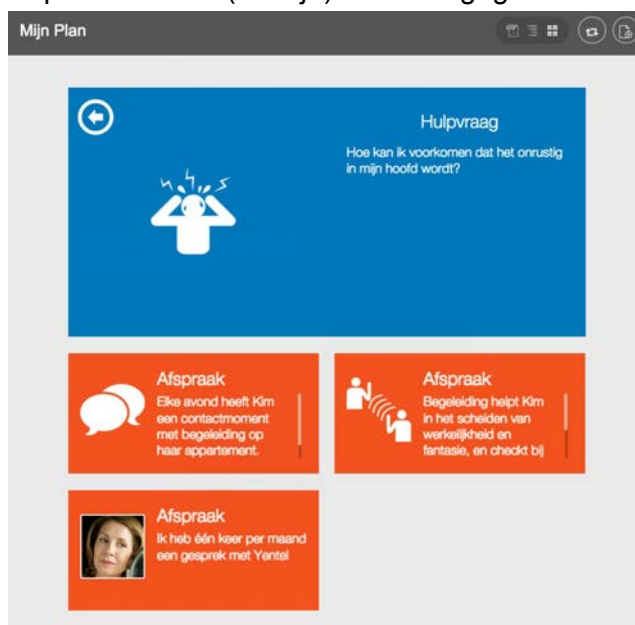 Mijn Plan
Hulpvraag
Hoe kan ik voorkomen dat het onrustig
in mijn hoofd wordt?
Afspraak
Elke avond heeft Kim
een contactmoment
met begeleiding op
haar appartement.
Afspraak
Begeleiding helpt Kim
in het scheiden van
werkelijkheid en
fantasie, en checkt bij
Afspraak
Ik heb één keer per maand
een gesprek met Yentel